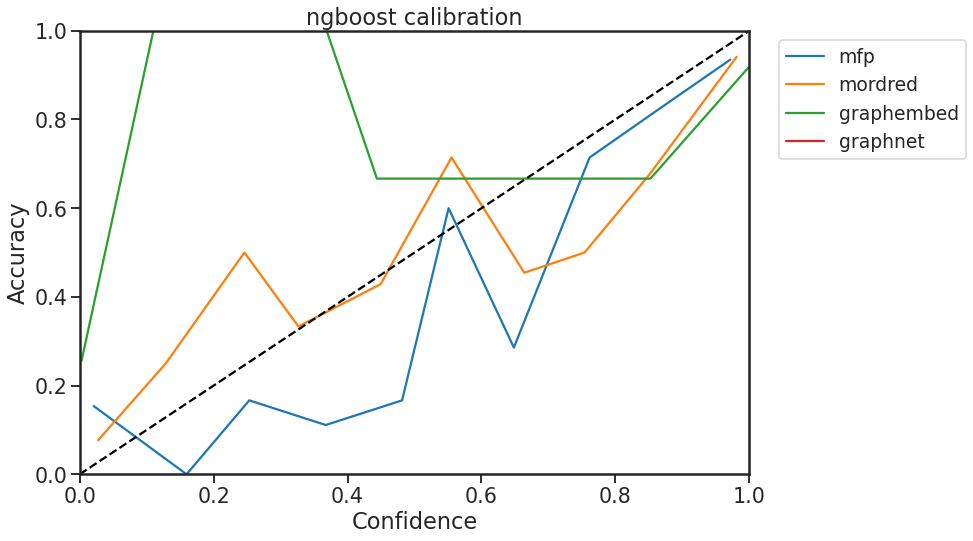 ngboost calibration
1.0
0.8
0.6
0.4
0.2
0.0
Accuracy
0.0 0.2 0.4 0.6 0.8 1.0
Confidence
mfp
mordred
graphembed
graphnet